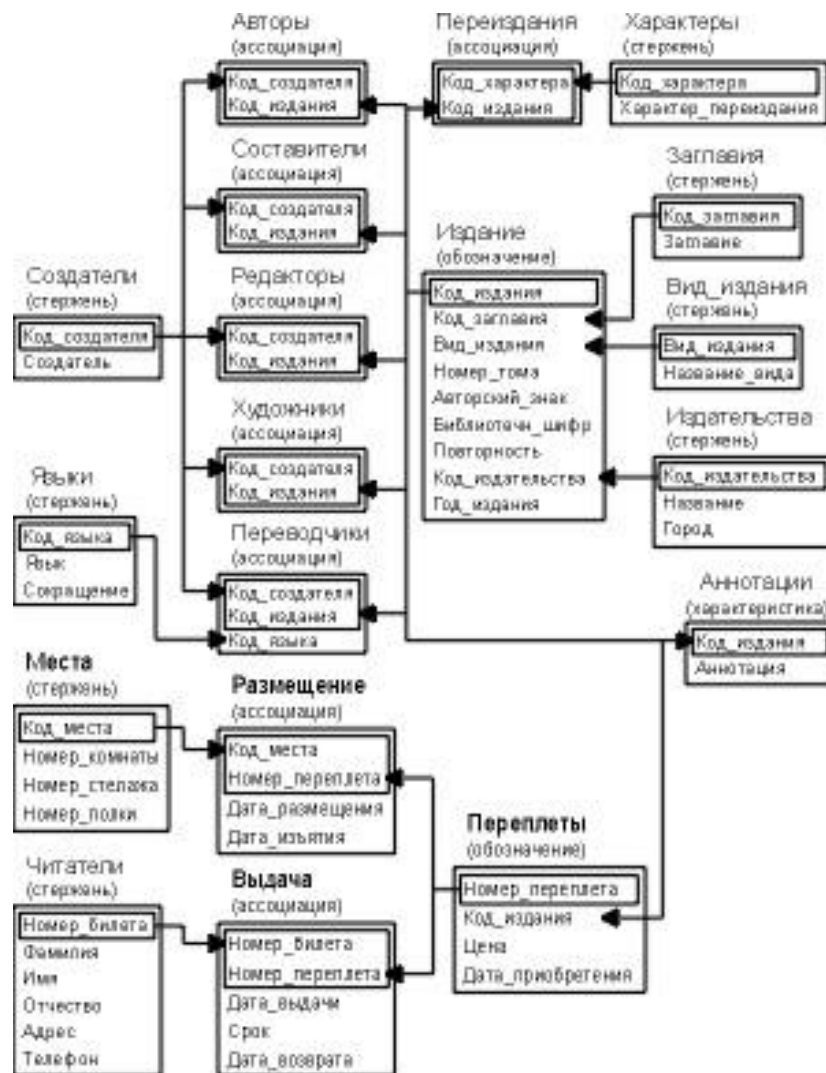 Авторы
(ассоциация)
Код_создателя
Код_издания
Переиздания
(ассоциация)
Код_характера
Код_издания
Характеры
(стержень)
Код_характера
Характер_переиздания
Составители
(ассоциация)
Код_создателя
Код_издания
Заглавия
(стержень)
Код_заглавия
Заглавие
Издание
(обозначение)
Код_издания
Код_заглавия
Вид_издания
Номер_тома
Авторский_знак
Библиотечн_шифр
Повторность
Код_издательства
Год_издания
Создатели
(стержень)
Код_создателя
Создатель
Редакторы
(ассоциация)
Код_создателя
Код_издания
Вид_издания
(стержень)
Вид_издания
Название_вида
Художники
(ассоциация)
Код_создателя
Код_издания
Издательства
(стержень)
Код_издательства
Название
Город
Языки
(стержень)
Код_языка
Язык
Сокращение
Переводчики
(ассоциация)
Код_создателя
Код_издания
Код_языка
Аннотации
(характеристика)
Код_издания
Аннотация
Места
(стержень)
Код_места
Номер_комнаты
Номер_стелажа
Номер_полки
Размещение
(ассоциация)
Код_места
Номер_переплета
Дата_размещения
Дата_изъятия
Переплеты
(обозначение)
Номер_переплета
Код_издания
Цена
Дата_приобретения
Читатели
(стержень)
Номер_билета
Фамилия
Имя
Отчество
Адрес
Телефон
Выдача
(ассоциация)
Номер_билета
Номер_переплета
Дата_выдачи
Срок
Дата_возврата